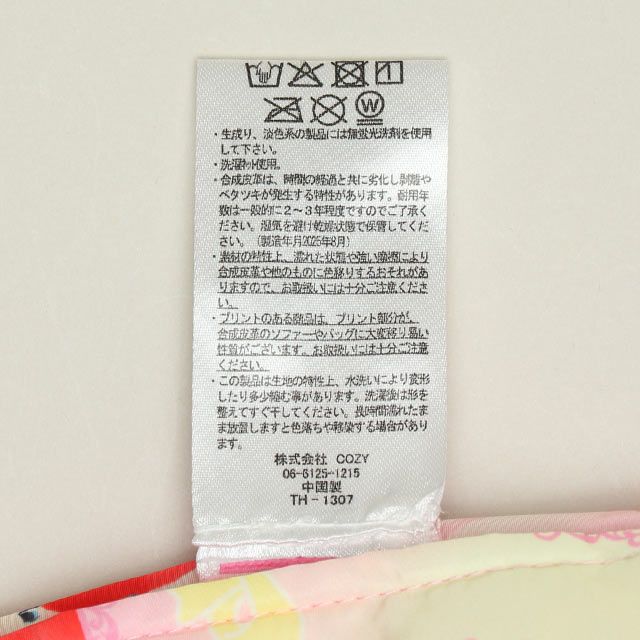 W
・生成り、淡色系の製品には無蛍光洗剤を使用
して下さい。
・洗濯ネット使用。
・合成皮革は、時間の経過と共に劣化し剥離や
ベタツキが発生する特性があります。耐用年
数は一般的に2～3年程度ですのでご了承く
ださい。湿気を避け乾燥状態で保管してくだ
さい。（製造年月2025年8月）
・素材の特性上、濡れた状態や強い摩擦により
合成皮革や他のものに色移りするおそれがあ
りますので、お取扱いには十分ご注意くださ
い。
・プリントのある商品は、プリント部分が、
合成皮革のソファーやバッグに大変移り易い
性質がございます。お取扱いには十分ご注意
ください。
・この製品は生地の特性上、水洗いにより変形
したり多少縮む事があります。洗濯後は形を
整えてすぐ干してください。長時間濡れたま
ま放置しますと色落ちや移染する場合があり
ます。
株式会社 COZY
06-6125-1215
中国製
TH-1307